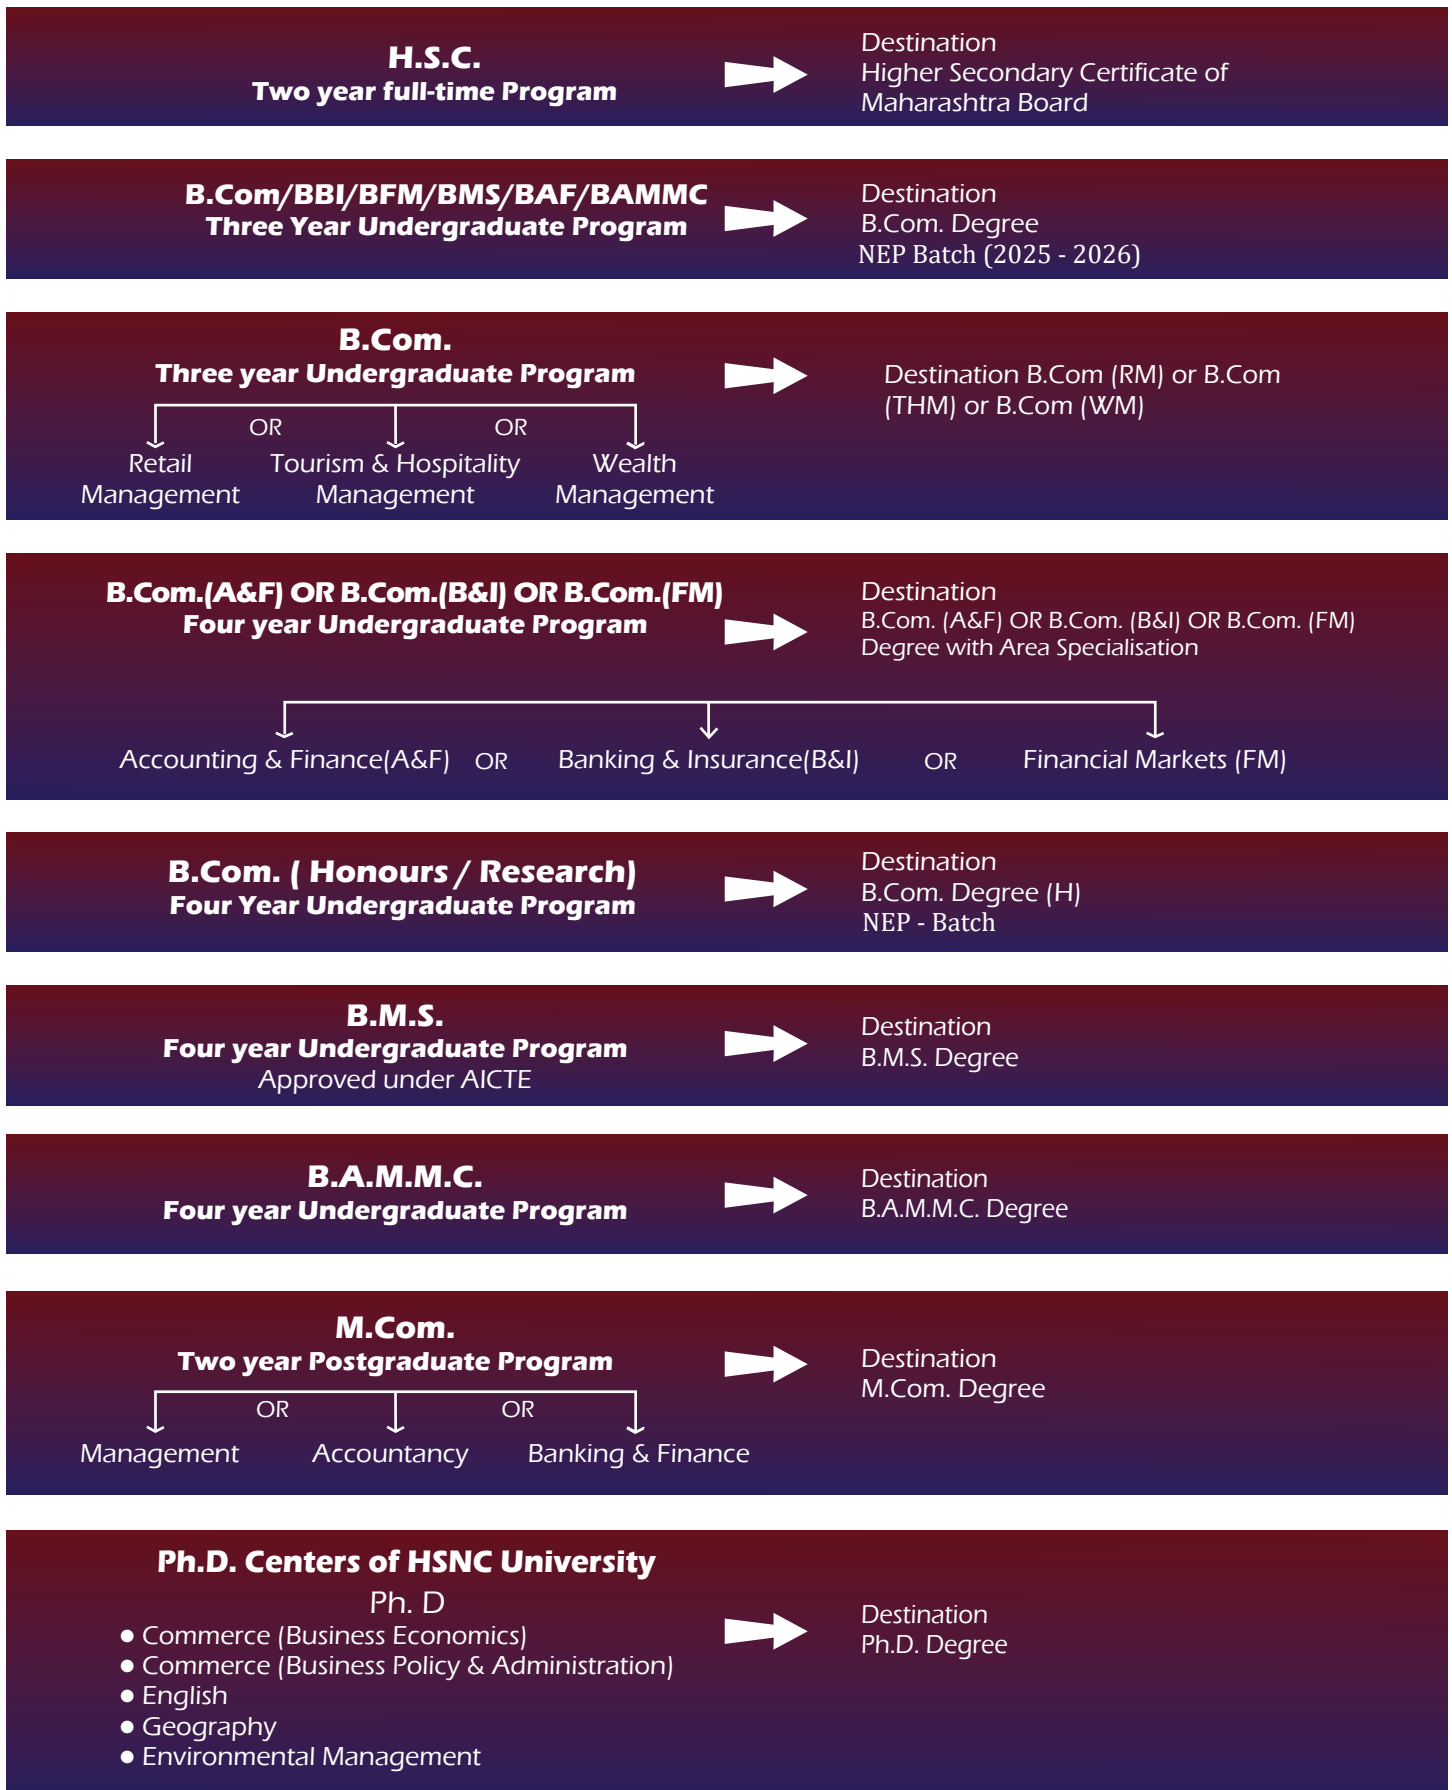 H.S.C.
Two year full-time Program
Destination
Higher Secondary Certificate of
Maharashtra Board
B.Com/BBI/BFM/BMS/BAF/BAMMC
Three Year Undergraduate Program
Destination
B.Com. Degree
NEP Batch (2025 - 2026)
B.Com.
Three year Undergraduate Program
OR OR
Retail Tourism & Hospitality Wealth
Management Management Management
Destination B.Com (RM) or B.Com
(THM) or B.Com (WM)
B.Com.(A&F) OR B.Com.(B&I) OR B.Com.(FM)
Four year Undergraduate Program
Destination
B.Com. (A&F) OR B.Com. (B&I) OR B.Com. (FM)
Degree with Area Specialisation
Accounting & Finance(A&F) OR Banking & Insurance(B&I) OR Financial Markets (FM)
B.Com. ( Honours / Research)
Four Year Undergraduate Program
Destination
B.Com. Degree (H)
NEP - Batch
B.M.S.
Four year Undergraduate Program
Approved under AICTE
Destination
B.M.S. Degree
B.A.M.M.C.
Four year Undergraduate Program
Destination
B.A.M.M.C. Degree
M.Com.
Two year Postgraduate Program
OR OR
Management Accountancy Banking & Finance
Destination
M.Com. Degree
Ph.D. Centers of HSNC University
Ph. D
● Commerce (Business Economics)
● Commerce (Business Policy & Administration)
● English
● Geography
● Environmental Management
Destination
Ph.D. Degree